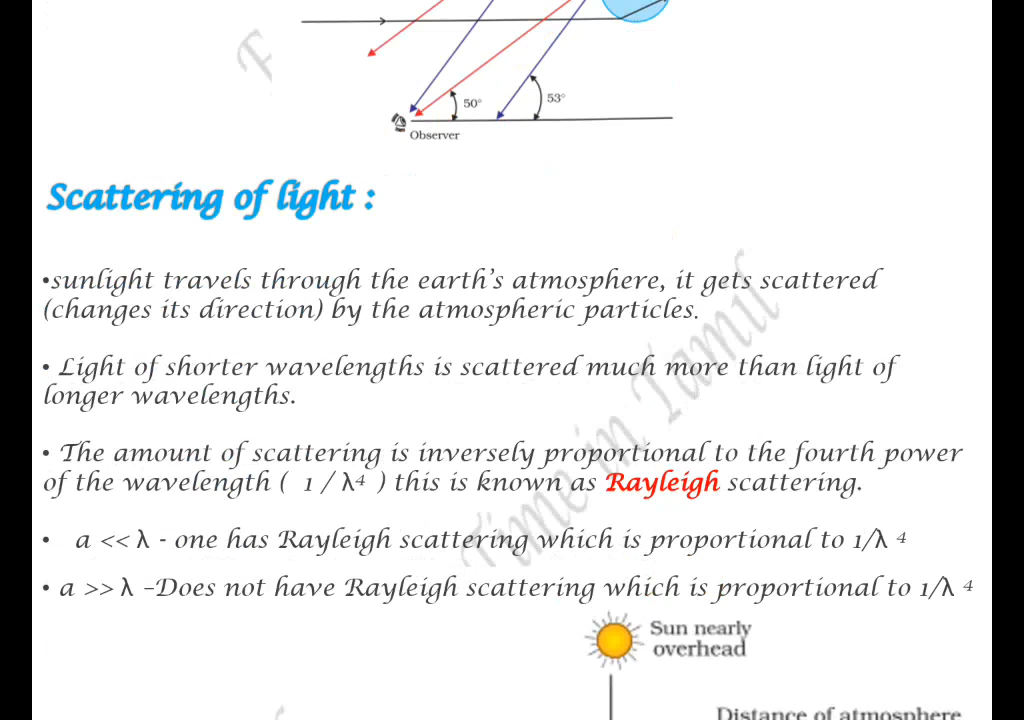 50°
53°
Observer
Scattering of light :
•sunlight travels through the earth's atmosphere, it gets scattered
(changes its direction) by the atmospheric particles.
• Light of shorter wavelengths is scattered much more than light of
longer wavelengths.
• The amount of scattering is inversely proportional to the fourth power
of the wavelength ( 1 / λ⁴ ) this is known as Rayleigh scattering.
• a << λ - one has Rayleigh scattering which is proportional to 1/λ ⁴
• a >> λ –Does not have Rayleigh scattering which is proportional to 1/λ ⁴
Time in Tamil
Sun nearly
overhead
Distance of atmosphere